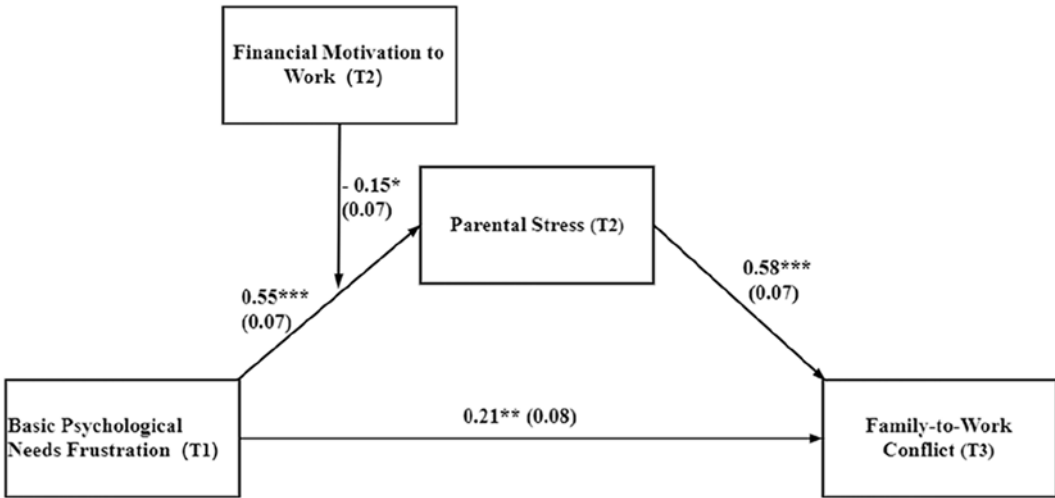 Financial Motivation to
Work (T2)
- 0.15*
(0.07)
Parental Stress (T2)
0.55***
(0.07)
0.58***
(0.07)
Basic Psychological
Needs Frustration (T1)
0.21** (0.08)
Family-to-Work
Conflict (T3)